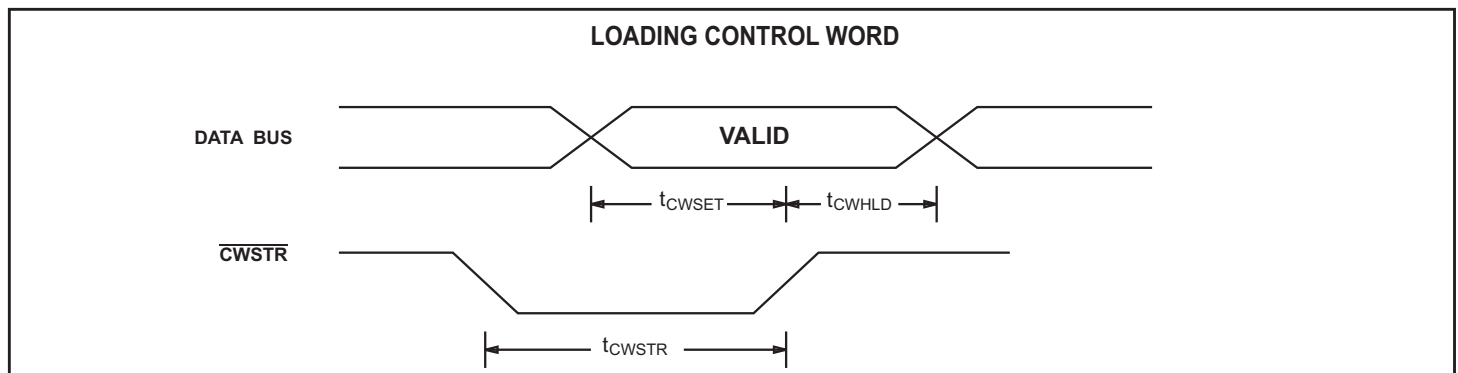 LOADING CONTROL WORD
DATA BUS
VALID
tCWSET
tCWHLD
CWSTR
tCWSTR